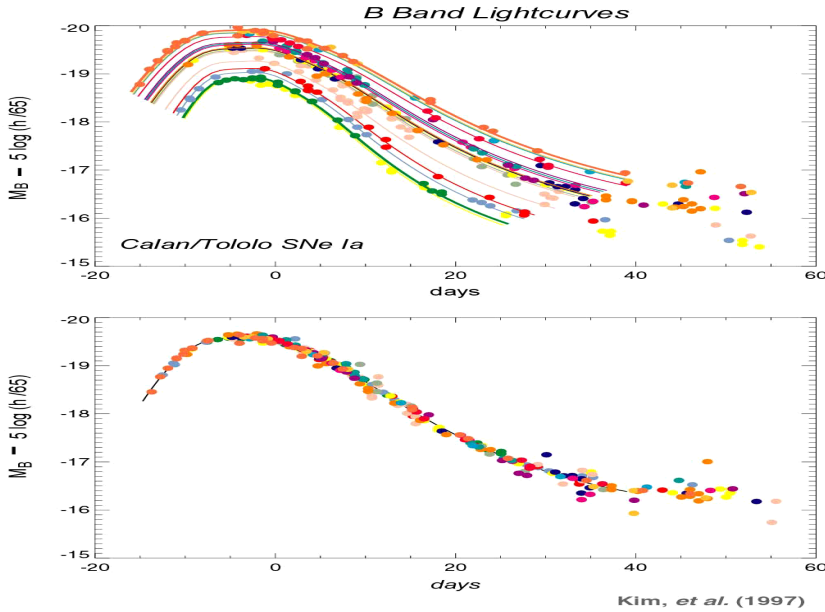 B Band Lightcurves
-20
-19
-18
-17
-16
-15
M_B – 5 log (h /65)
Calan/Tololo SNe Ia
-20 0 20 40 60
days
-20
-19
-18
-17
-16
-15
M_B – 5 log (h /65)
-20 0 20 40 60
days
Kim, et al. (1997)